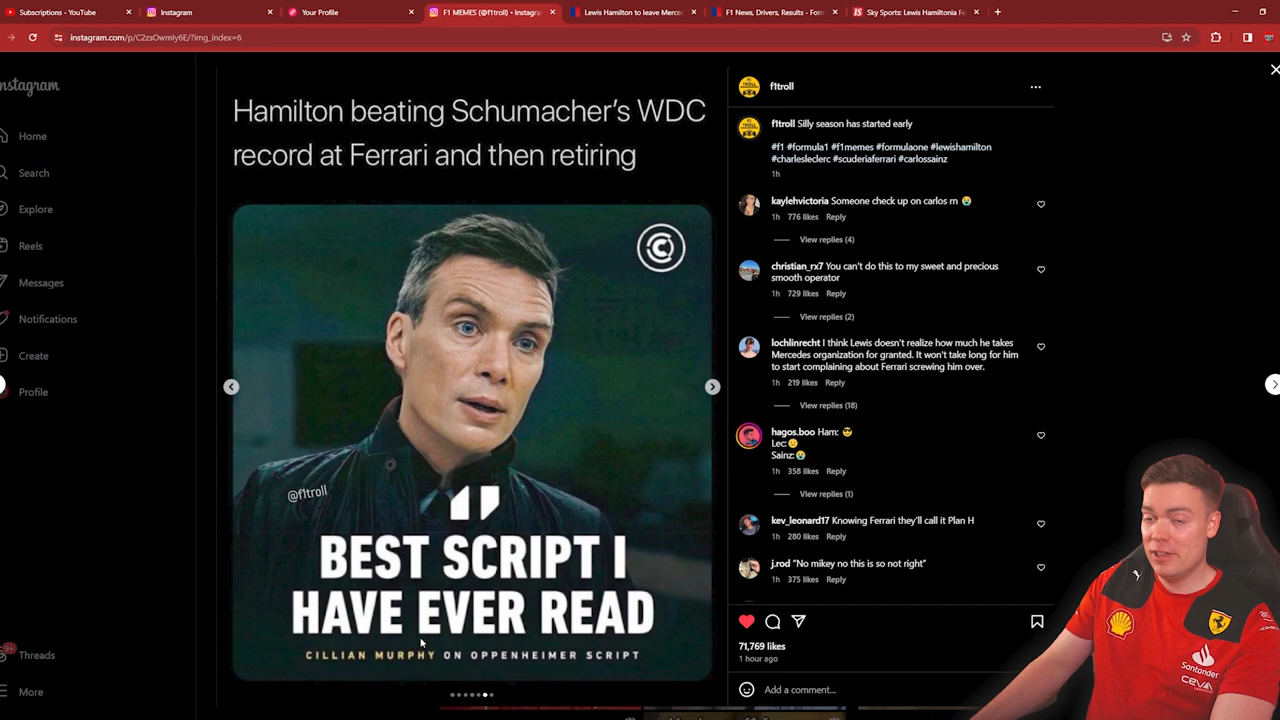 Subscriptions - YouTube
Instagram
Your Profile
F1 MEMES (@f1troll) • Instagra
Lewis Hamilton to leave Merced
F1 News, Drivers, Results - Form
Sky Sports: Lewis Hamiltonia Fe
instagram.com/p/C2zsOwmIy6E/?img_index=6
nstagram
Home
Search
Explore
Reels
Messages
Notifications
Create
Profile
9+
Threads
More
Hamilton beating Schumacher's WDC
record at Ferrari and then retiring
@f1troll
BEST SCRIPT I
HAVE EVER READ
CILLIAN MURPHY ON OPPENHEIMER SCRIPT
f1troll
f1troll Silly season has started early
#f1 #formula1 #f1memes #formulaone #lewishamilton
#charlesleclerc #scuderiaferrari #carlossainz
1h
kaylehvictoria Someone check up on carlos rn 😭
1h 776 likes Reply
View replies (4)
christian_rx7 You can't do this to my sweet and precious
smooth operator
1h 729 likes Reply
View replies (2)
lochlinrecht I think Lewis doesn't realize how much he takes
Mercedes organization for granted. It won't take long for him
to start complaining about Ferrari screwing him over.
1h 219 likes Reply
View replies (18)
hagos.boo Ham: 😎
Lec:😕
Sainz:😭
1h 358 likes Reply
View replies (1)
kev_leonard17 Knowing Ferrari they'll call it Plan H
1h 280 likes Reply
j.rod "No mikey no this is so not right"
1h 375 likes Reply
71,769 likes
1 hour ago
Add a comment...
Santander
CEVA